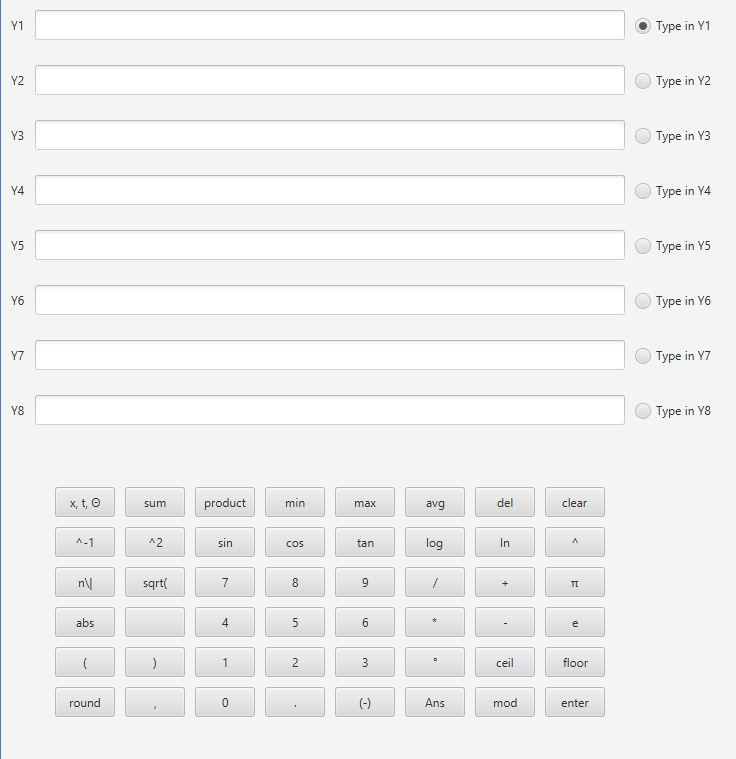 Y1 Type in Y1
Y2 Type in Y2
Y3 Type in Y3
Y4 Type in Y4
Y5 Type in Y5
Y6 Type in Y6
Y7 Type in Y7
Y8 Type in Y8
x, t, Θ sum product min max avg del clear
^-1 ^2 sin cos tan log ln ^
n\| sqrt( 7 8 9 / + π
abs 4 5 6 * - e
( ) 1 2 3 ° ceil floor
round , 0 . (-) Ans mod enter